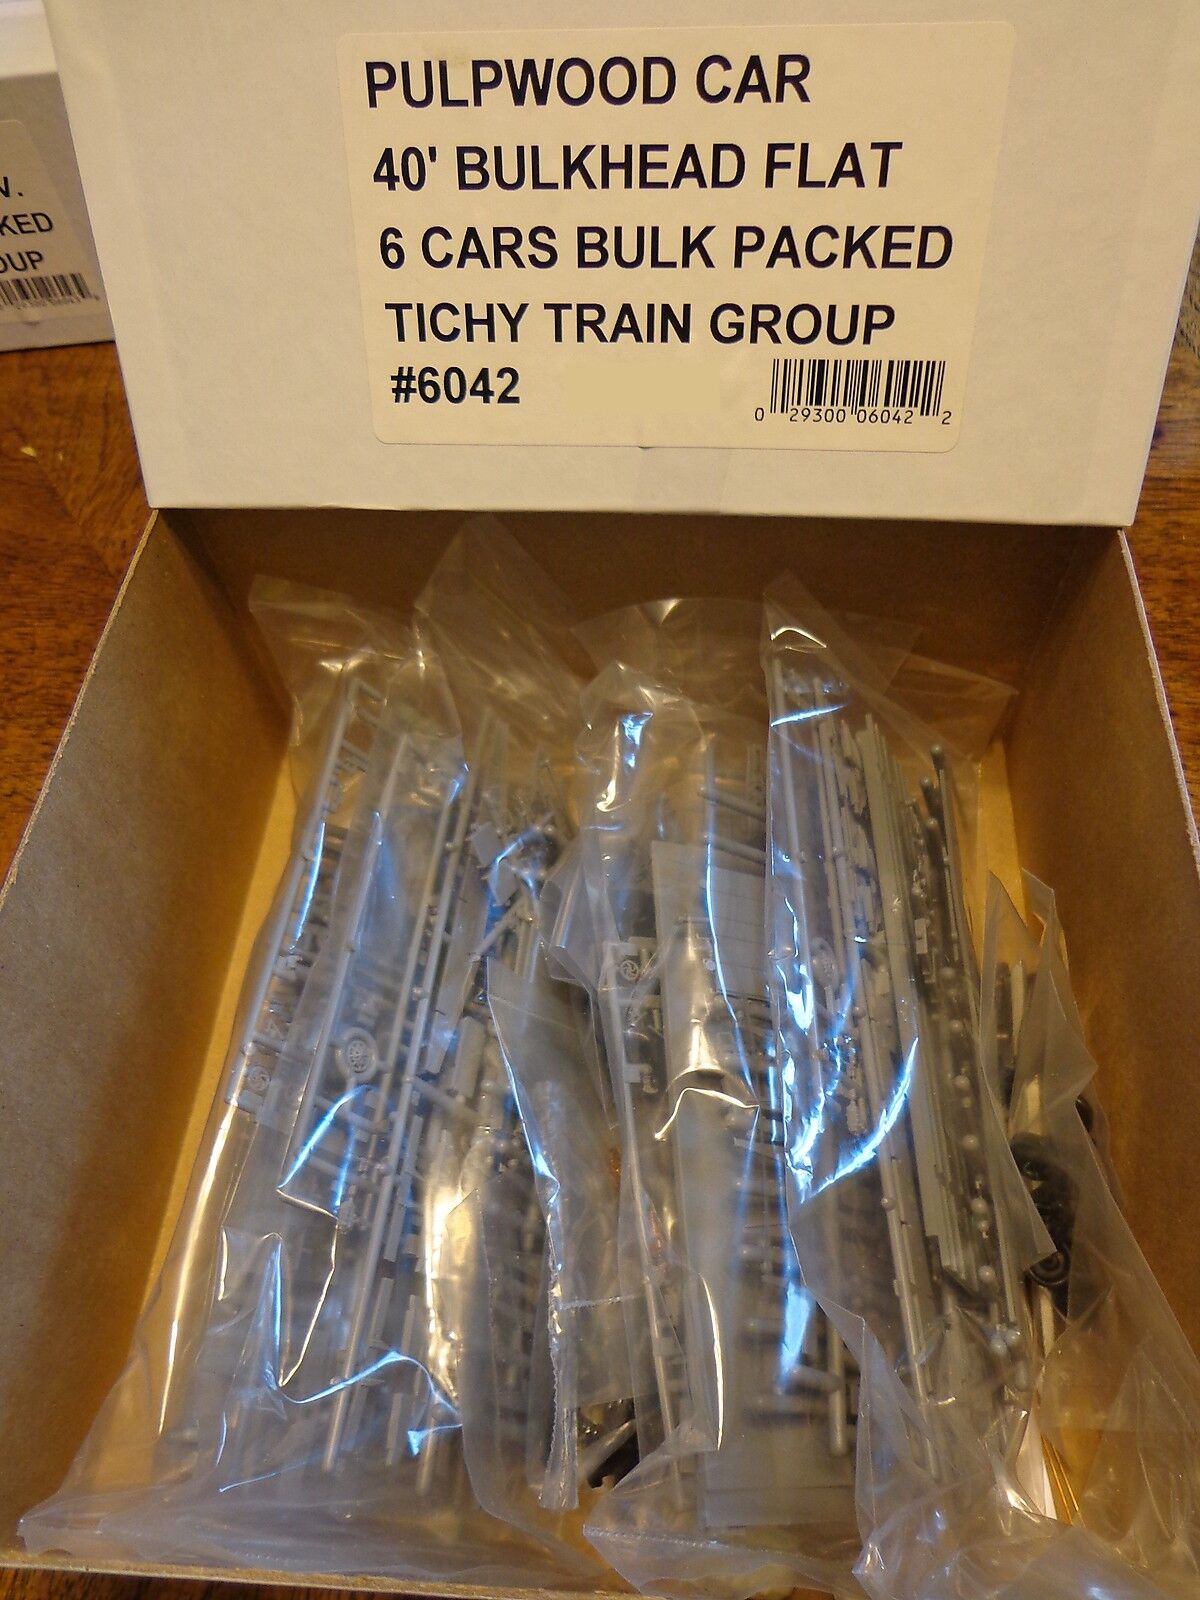 PULPWOOD CAR
40' BULKHEAD FLAT
6 CARS BULK PACKED
TICHY TRAIN GROUP
#6042
0 29300 06042 2